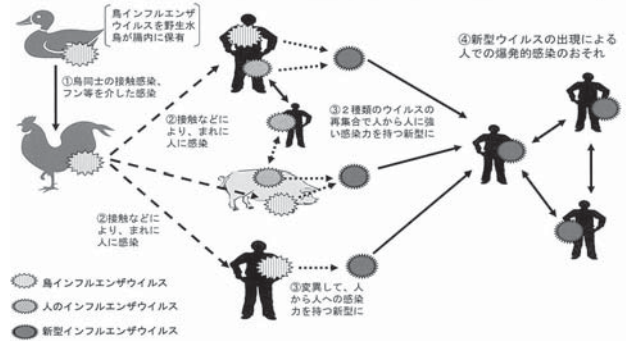 鳥インフルエンザ
ウイルスを野生水
鳥が腸内に保有
①鳥同士の接触感染、
フン等を介した感染
②接触などに
より、まれに
人に感染
③２種類のウイルスの
再集合で人から人に強
い感染力を持つ新型に
④新型ウイルスの出現による
人での爆発的感染のおそれ
②接触などに
より、まれに
人に感染
③変異して、人
から人への感染
力を持つ新型に
鳥インフルエンザウイルス
人のインフルエンザウイルス
新型インフルエンザウイルス